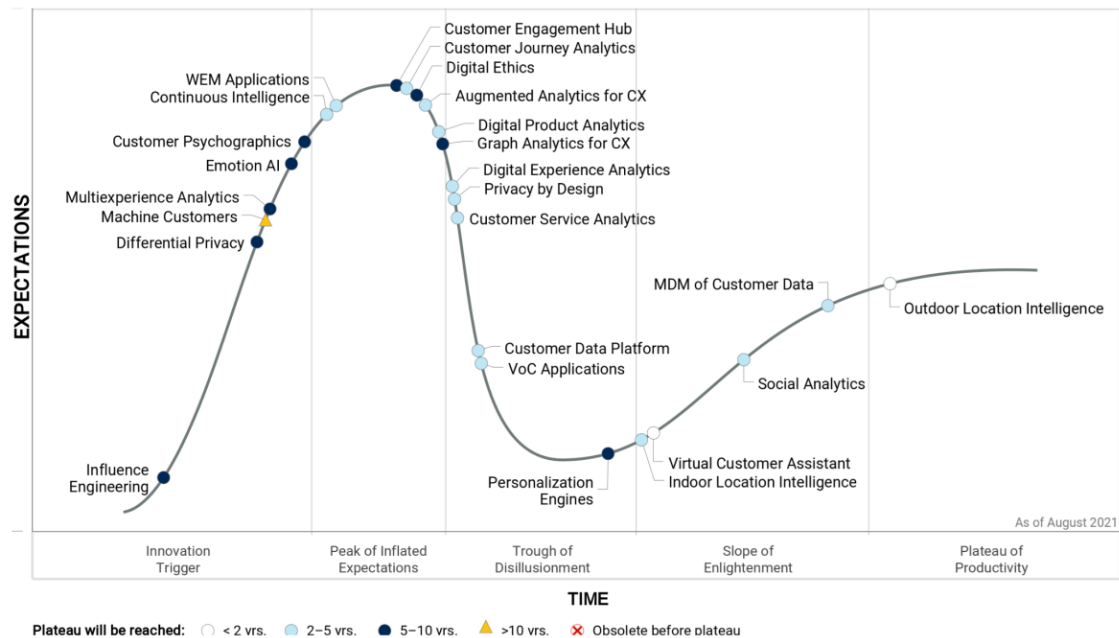 Customer Engagement Hub
Customer Journey Analytics
Digital Ethics
WEM Applications
Continuous Intelligence
Augmented Analytics for CX
Digital Product Analytics
Graph Analytics for CX
Customer Psychographics
Emotion AI
Digital Experience Analytics
Privacy by Design
Multiexperience Analytics
Machine Customers
Customer Service Analytics
Differential Privacy
MDM of Customer Data
Outdoor Location Intelligence
EXPECTATIONS
Customer Data Platform
VoC Applications
Social Analytics
Influence
Engineering
Personalization
Engines
Virtual Customer Assistant
Indoor Location Intelligence
As of August 2021
Innovation
Trigger
Peak of Inflated
Expectations
Trough of
Disillusionment
Slope of
Enlightenment
Plateau of
Productivity
TIME
Plateau will be reached: < 2 yrs. 2–5 yrs. 5–10 yrs. >10 yrs. Obsolete before plateau